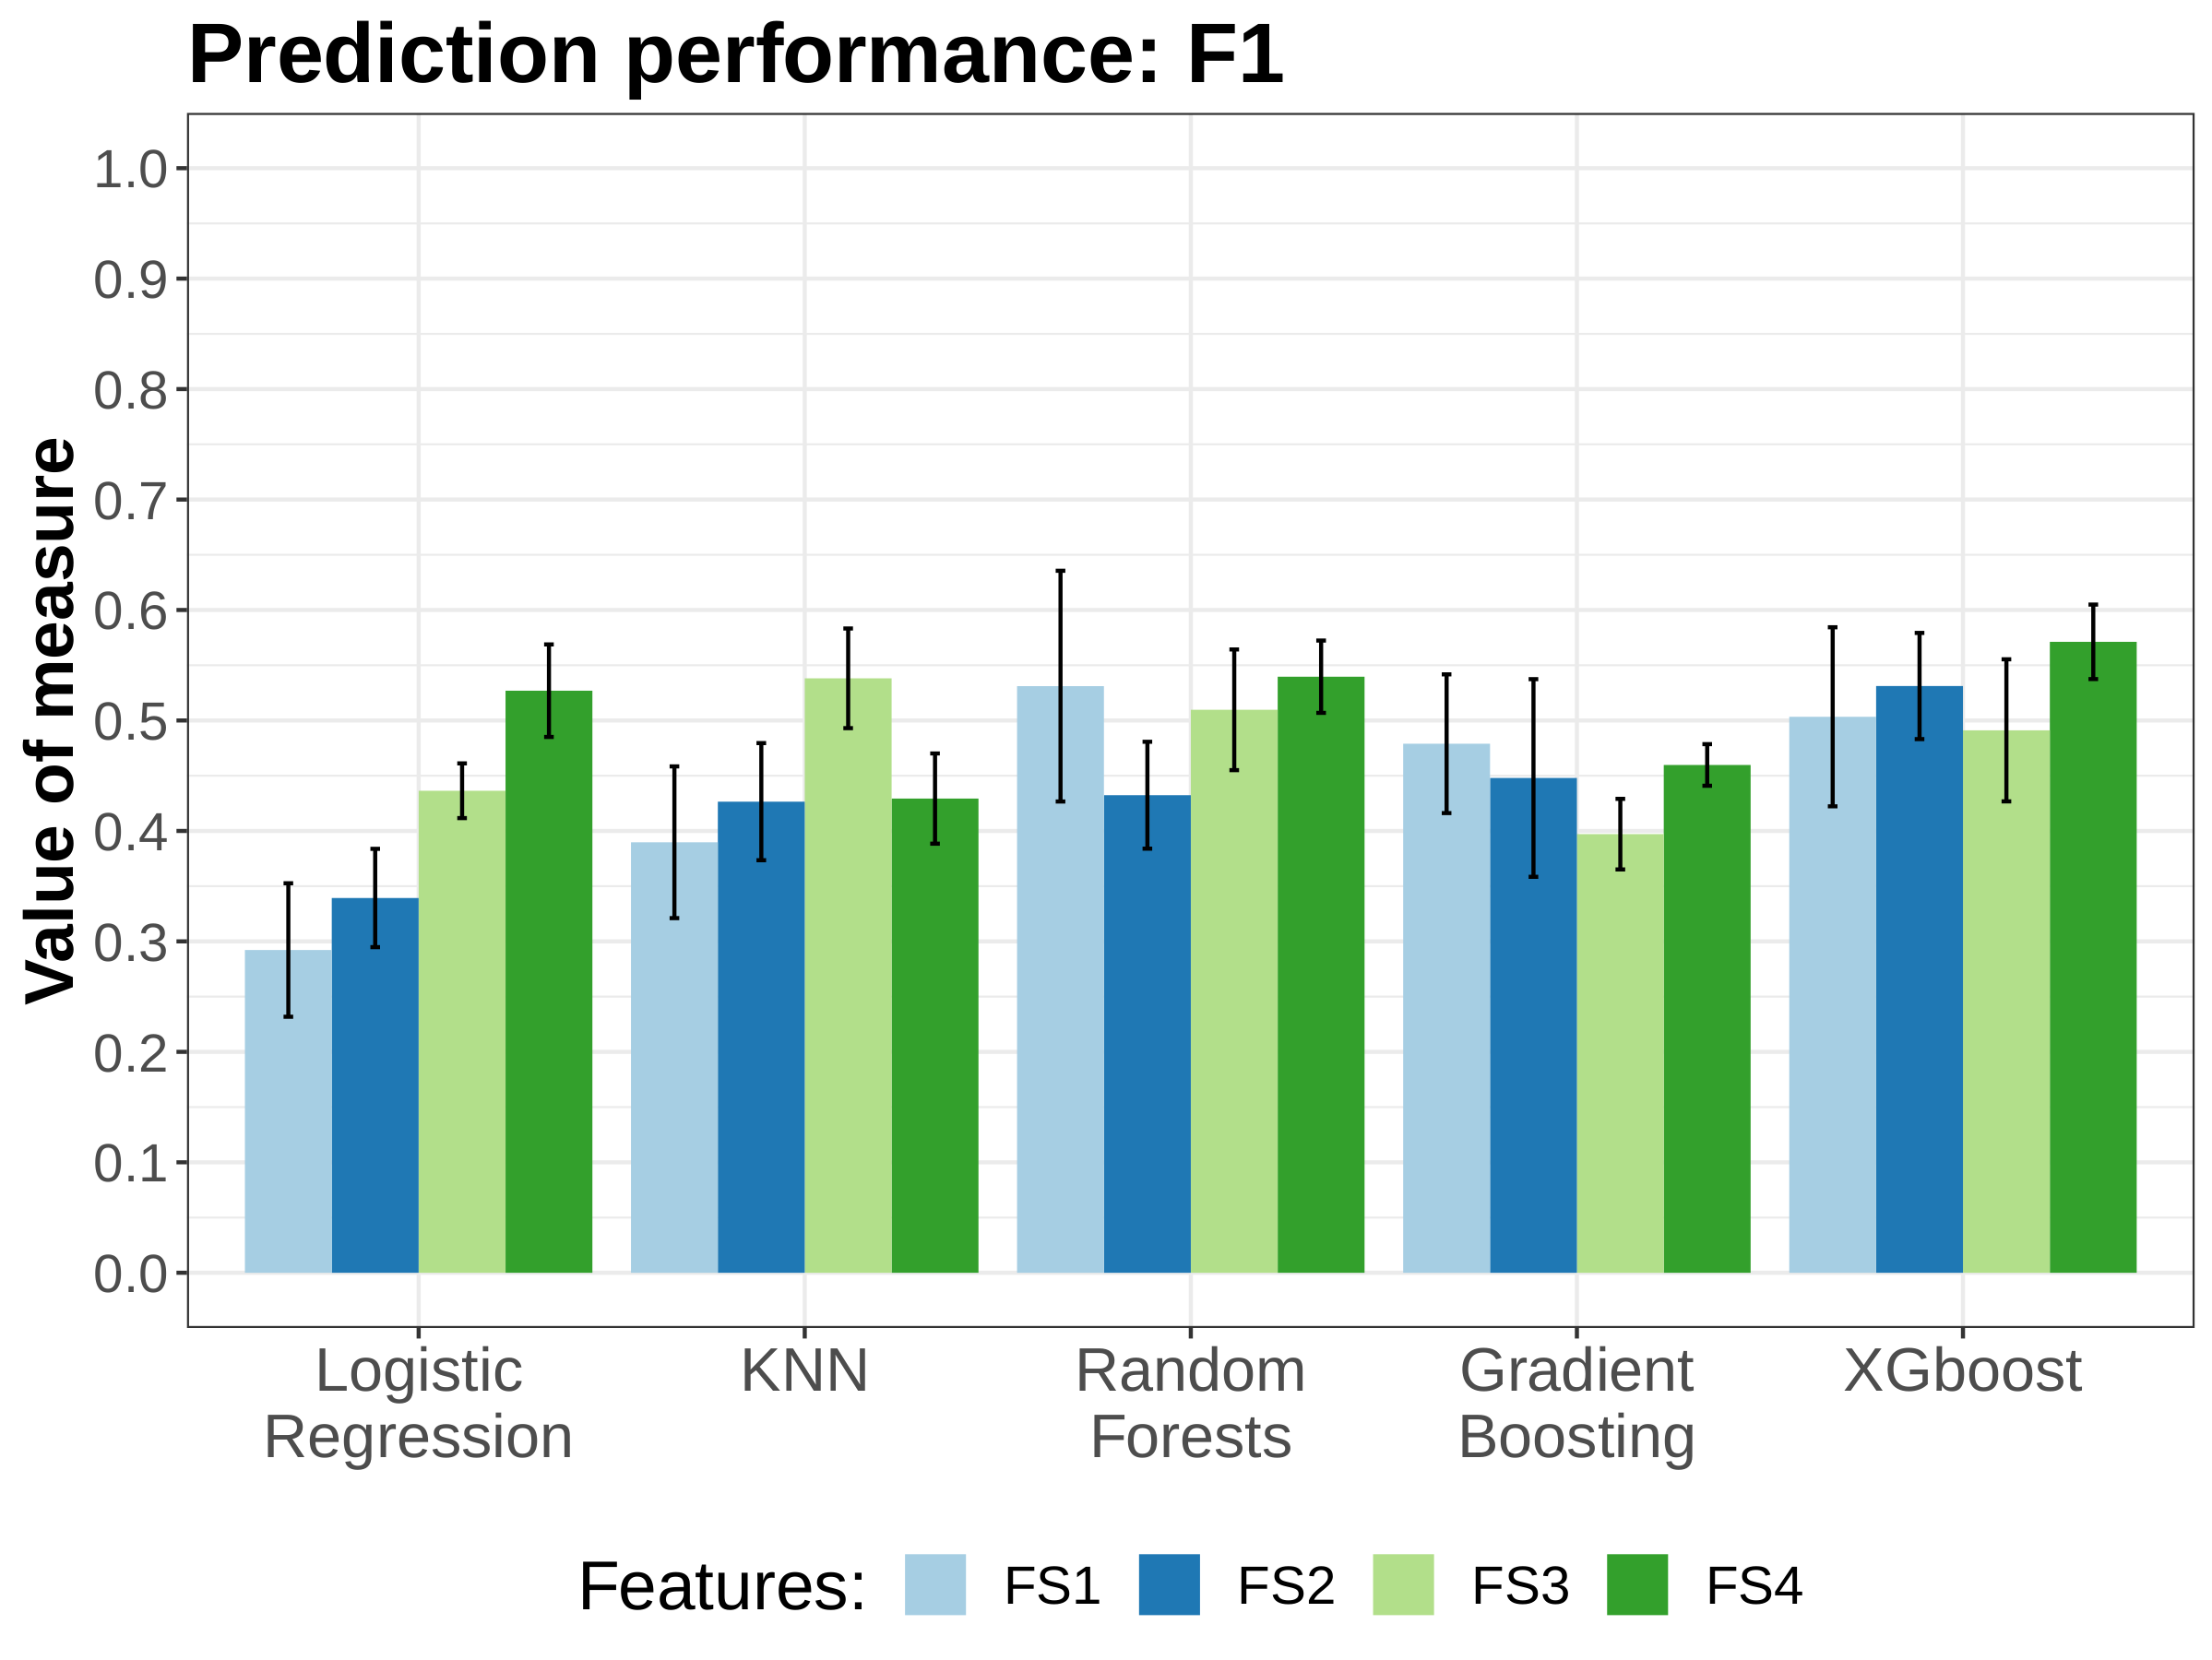 Prediction performance: F1
Value of measure
1.0
0.9
0.8
0.7
0.6
0.5
0.4
0.3
0.2
0.1
0.0
Logistic
Regression
KNN
Random
Forests
Gradient
Boosting
XGboost
Features: FS1 FS2 FS3 FS4